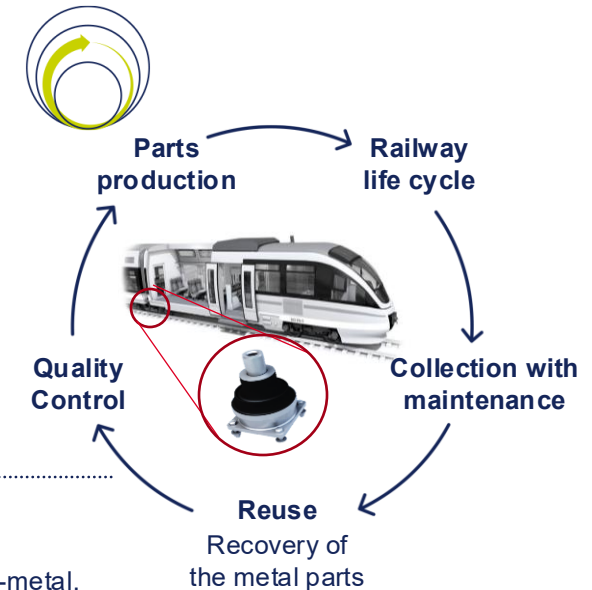 Parts
production
Railway
life cycle
Quality
Control
Collection with
maintenance
.....................
Reuse
Recovery of
the metal parts
-metal.